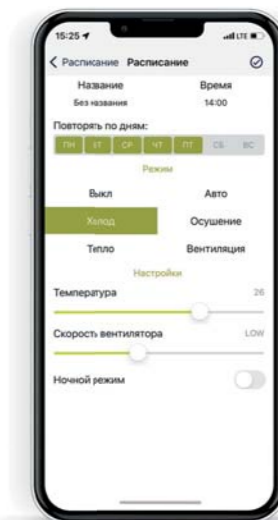 15:25 LTE
Расписание Расписание
Название Время
Без названия 14:00
Повторять по дням:
ПН ВТ СР ЧТ ПТ СБ ВС
Режим
Выкл Авто
Холод Осушение
Тепло Вентиляция
Настройки
Температура 26
Скорость вентилятора LOW
Ночной режим